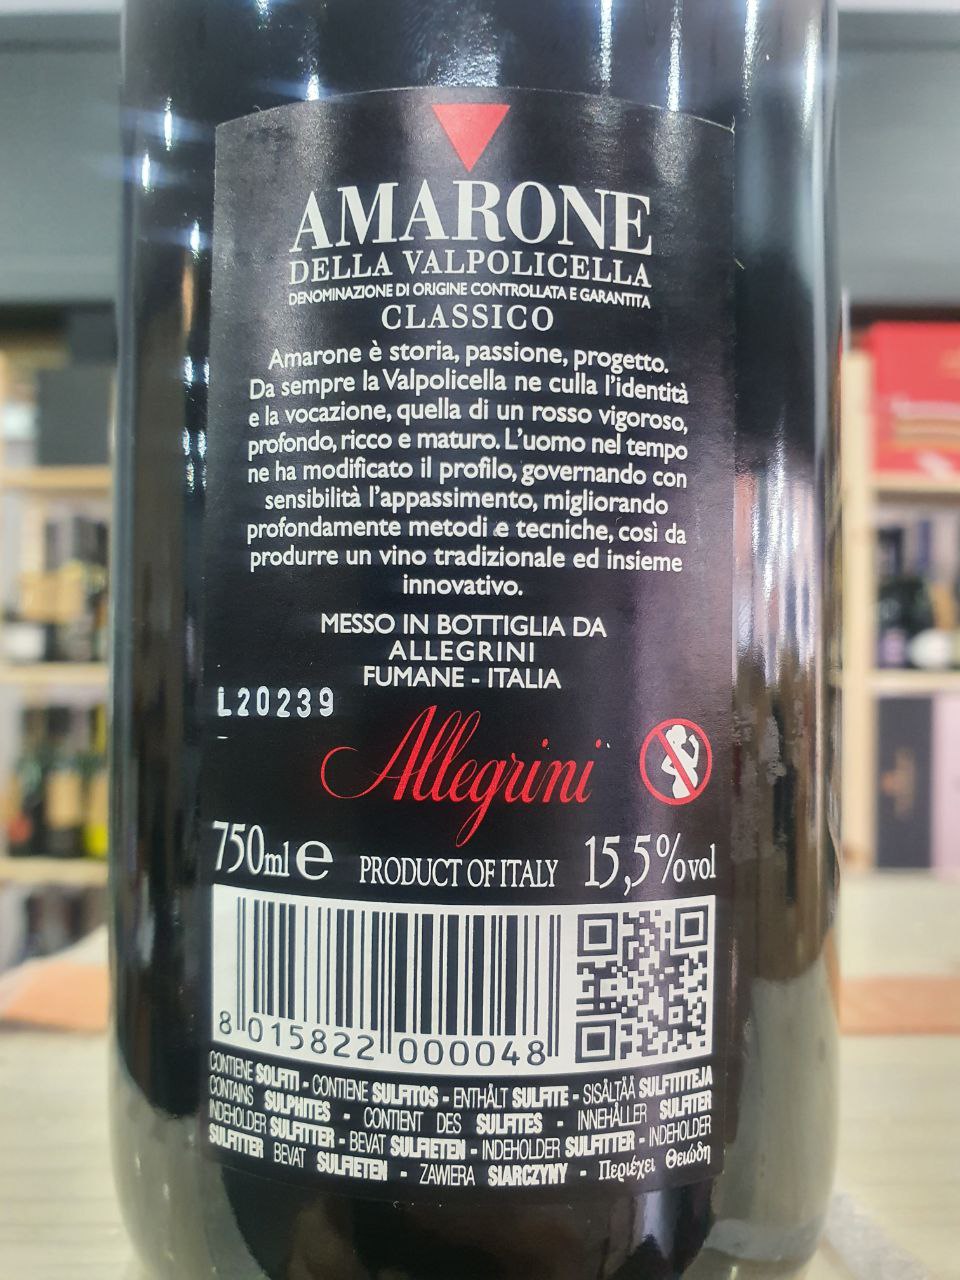 AMARONE
DELLA VALPOLICELLA
DENOMINAZIONE DI ORIGINE CONTROLLATA E GARANTITA
CLASSICO
Amarone è storia, passione, progetto.
Da sempre la Valpolicella ne culla l'identità
e la vocazione, quella di un rosso vigoroso,
profondo, ricco e maturo. L'uomo nel tempo
ne ha modificato il profilo, governando con
sensibilità l'appassimento, migliorando
profondamente metodi e tecniche, così da
produrre un vino tradizionale ed insieme
innovativo.
MESSO IN BOTTIGLIA DA
ALLEGRINI
FUMANE - ITALIA
L20239
Allegrini
750ml e PRODUCT OF ITALY 15,5%vol
8 015822 000048
CONTIENE SOLFITI - CONTIENE SULFITOS - ENTHÄLT SULFITE - SISÄLTÄÄ SULFIITTEJA
CONTAINS SULPHITES - CONTIENT DES SULFITES - INNEHÅLLER SULFITER
INDEHOLDER SULFITTER - BEVAT SULFIETEN - INDEHOLDER SULFITTER - INDEHOLDER
SULFITTER BEVAT SULFIETEN - ZAWIERA SIARCZYNY - Περιέχει Θειώδη